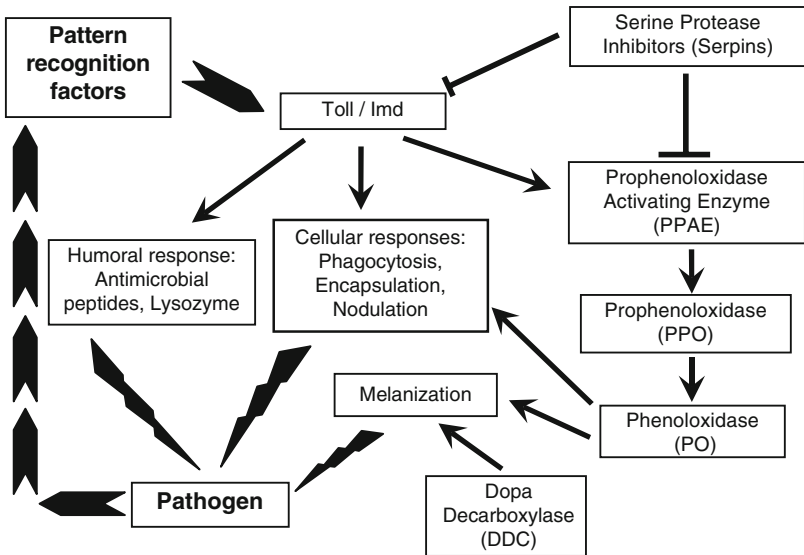 Pattern
recognition
factors
Serine Protease
Inhibitors (Serpins)
Toll / Imd
Prophenoloxidase
Activating Enzyme
(PPAE)
Humoral response:
Antimicrobial
peptides, Lysozyme
Cellular responses:
Phagocytosis,
Encapsulation,
Nodulation
Prophenoloxidase
(PPO)
Melanization
Phenoloxidase
(PO)
Pathogen
Dopa
Decarboxylase
(DDC)